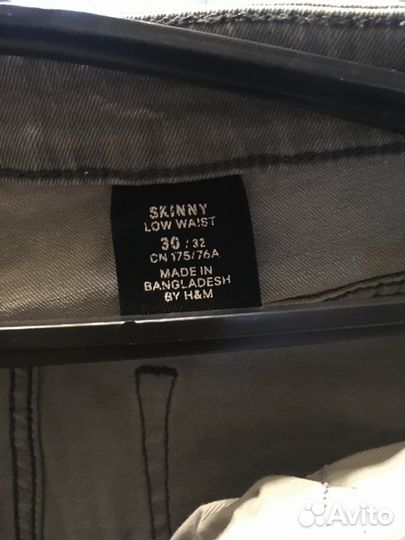 SKINNY
LOW WAIST
30 / 32
CN 175/76A
MADE IN
BANGLADESH
BY H&M
Avito